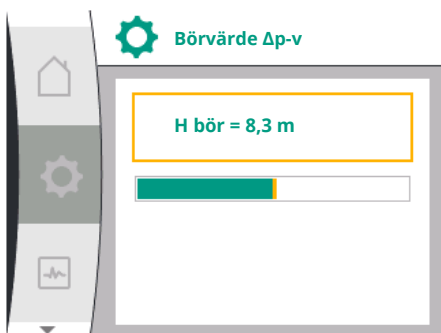 Börvärde Δp-v
H bör = 8,3 m